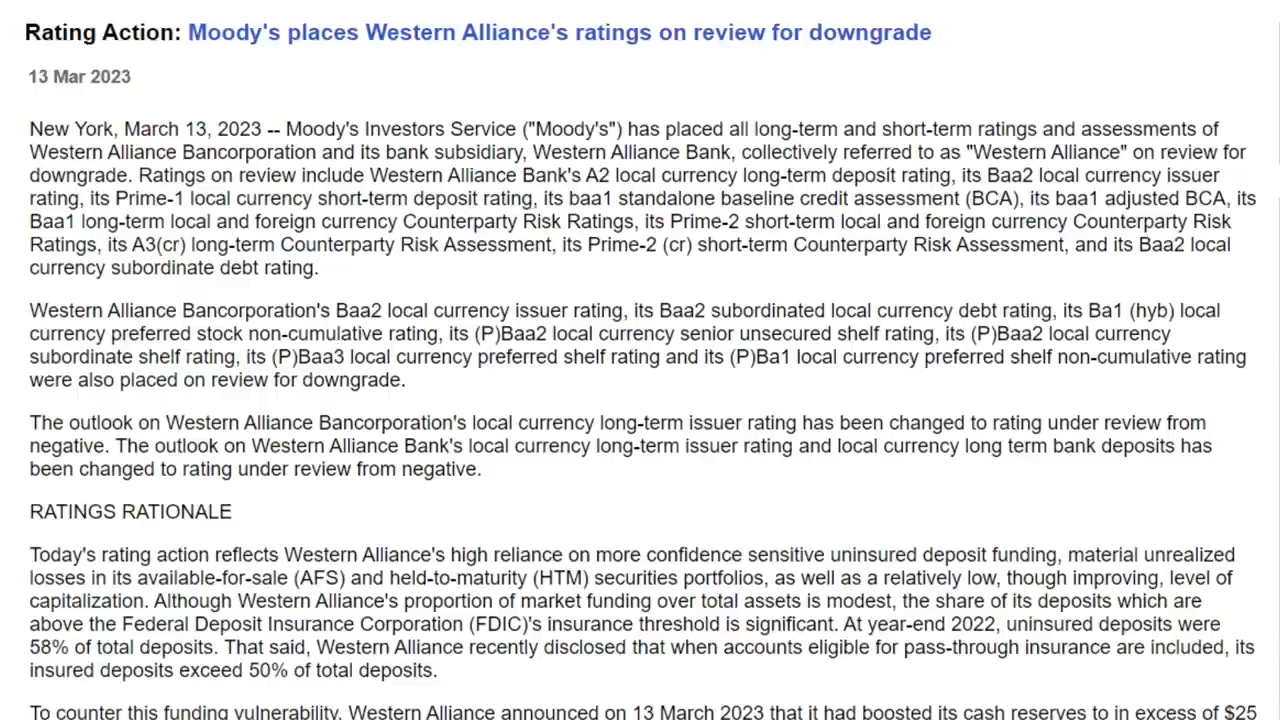 Rating Action: Moody's places Western Alliance's ratings on review for downgrade
13 Mar 2023
New York, March 13, 2023 -- Moody's Investors Service ("Moody's") has placed all long-term and short-term ratings and assessments of
Western Alliance Bancorporation and its bank subsidiary, Western Alliance Bank, collectively referred to as "Western Alliance" on review for
downgrade. Ratings on review include Western Alliance Bank's A2 local currency long-term deposit rating, its Baa2 local currency issuer
rating, its Prime-1 local currency short-term deposit rating, its baa1 standalone baseline credit assessment (BCA), its baa1 adjusted BCA, its
Baa1 long-term local and foreign currency Counterparty Risk Ratings, its Prime-2 short-term local and foreign currency Counterparty Risk
Ratings, its A3(cr) long-term Counterparty Risk Assessment, its Prime-2 (cr) short-term Counterparty Risk Assessment, and its Baa2 local
currency subordinate debt rating.
Western Alliance Bancorporation's Baa2 local currency issuer rating, its Baa2 subordinated local currency debt rating, its Ba1 (hyb) local
currency preferred stock non-cumulative rating, its (P)Baa2 local currency senior unsecured shelf rating, its (P)Baa2 local currency
subordinate shelf rating, its (P)Baa3 local currency preferred shelf rating and its (P)Ba1 local currency preferred shelf non-cumulative rating
were also placed on review for downgrade.
The outlook on Western Alliance Bancorporation's local currency long-term issuer rating has been changed to rating under review from
negative. The outlook on Western Alliance Bank's local currency long-term issuer rating and local currency long term bank deposits has
been changed to rating under review from negative.
RATINGS RATIONALE
Today's rating action reflects Western Alliance's high reliance on more confidence sensitive uninsured deposit funding, material unrealized
losses in its available-for-sale (AFS) and held-to-maturity (HTM) securities portfolios, as well as a relatively low, though improving, level of
capitalization. Although Western Alliance's proportion of market funding over total assets is modest, the share of its deposits which are
above the Federal Deposit Insurance Corporation (FDIC)'s insurance threshold is significant. At year-end 2022, uninsured deposits were
58% of total deposits. That said, Western Alliance recently disclosed that when accounts eligible for pass-through insurance are included, its
insured deposits exceed 50% of total deposits.
To counter this funding vulnerability, Western Alliance announced on 13 March 2023 that it had boosted its cash reserves to in excess of $25